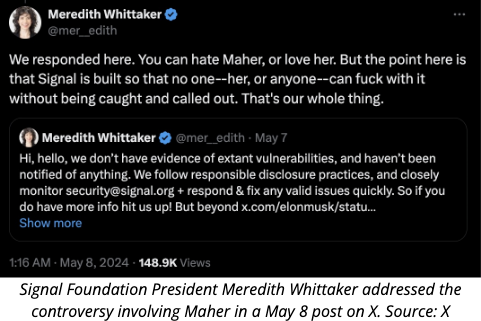 Meredith Whittaker
@mer__edith
We responded here. You can hate Maher, or love her. But the point here is
that Signal is built so that no one--her, or anyone--can fuck with it
without being caught and called out. That's our whole thing.
Meredith Whittaker @mer__edith · May 7
Hi, hello, we don't have evidence of extant vulnerabilities, and haven't been
notified of anything. We follow responsible disclosure practices, and closely
monitor security@signal.org + respond & fix any valid issues quickly. So if you
do have more info hit us up! But beyond x.com/elonmusk/statu...
Show more
1:16 AM · May 8, 2024 · 148.9K Views
Signal Foundation President Meredith Whittaker addressed the
controversy involving Maher in a May 8 post on X. Source: X